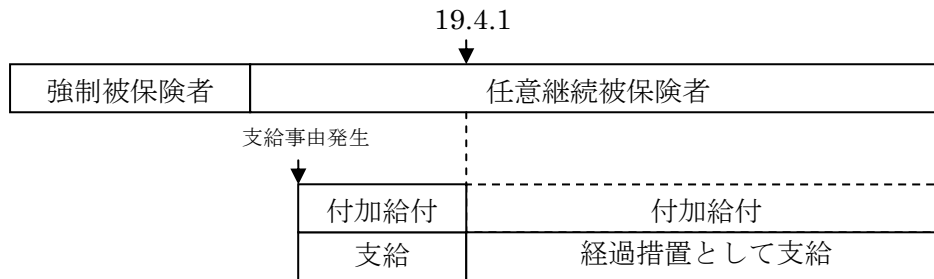 19.4.1
強制被保険者 任意継続被保険者
支給事由発生
付加給付 付加給付
支給 経過措置として支給